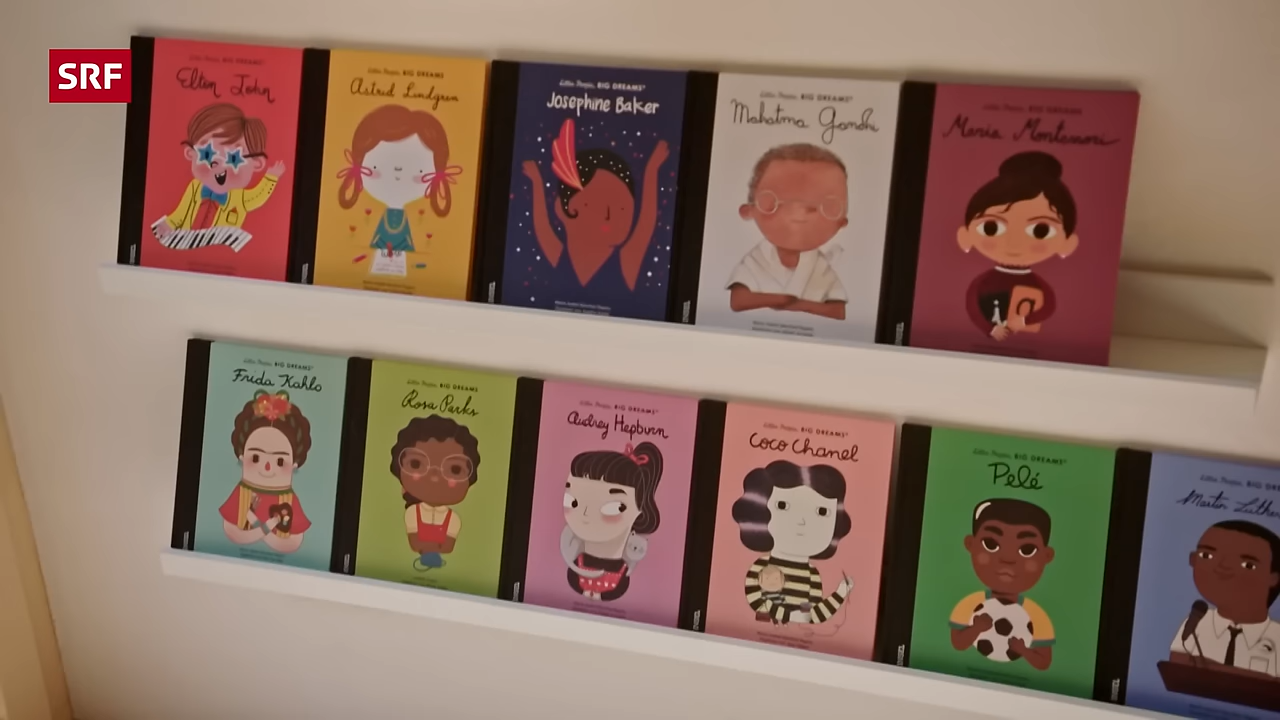 SRF
Little People, BIG DREAMS
Elton John
Little People, BIG DREAMS
Astrid Lindgren
Little People, BIG DREAMS
Josephine Baker
Little People, BIG DREAMS
Mahatma Gandhi
Little People, BIG DREAMS
Maria Montessori
Little People, BIG DREAMS
Frida Kahlo
Little People, BIG DREAMS
Rosa Parks
Little People, BIG DREAMS
Audrey Hepburn
Little People, BIG DREAMS
Coco Chanel
Little People, BIG DREAMS
Pelé
Little People, BIG DRE
Martin Luthe